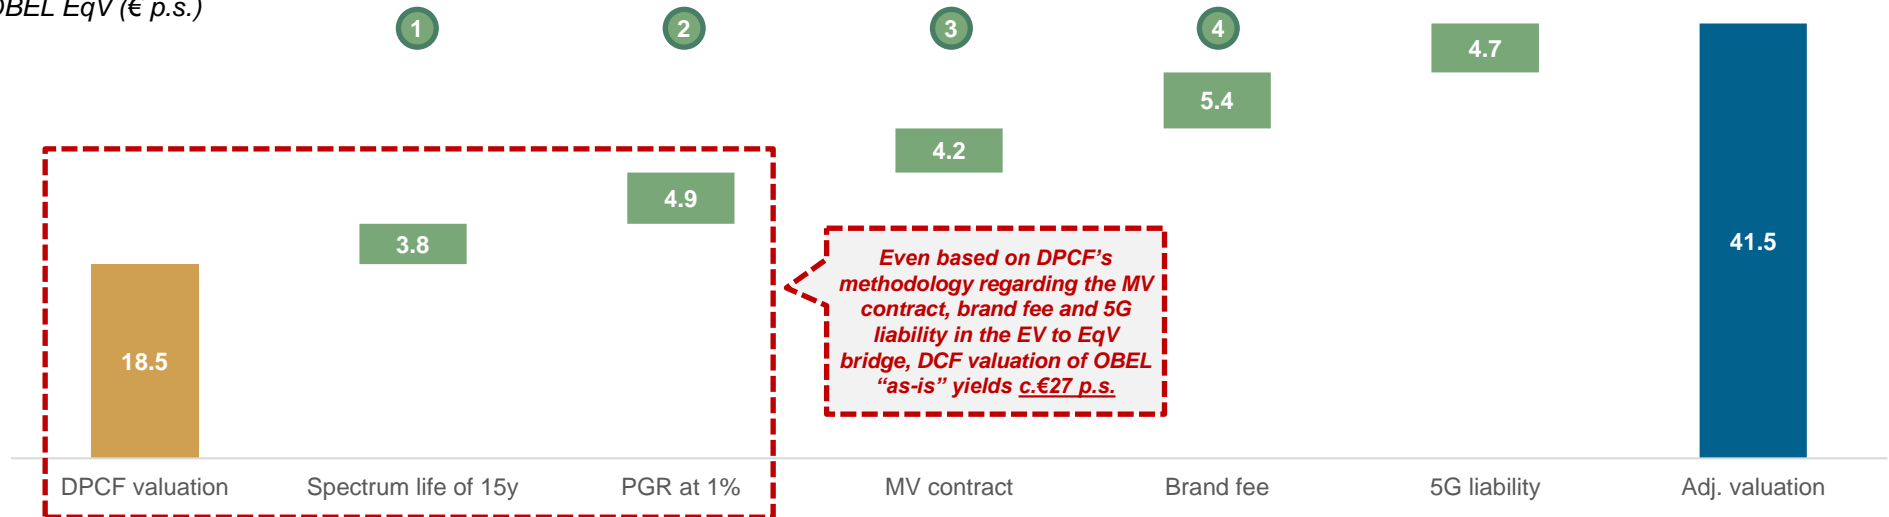 OBEL EqV (€ p.s.)
1
2
3
4
4.7
5.4
4.2
4.9
3.8
18.5
41.5
Even based on DPCF's
methodology regarding the MV
contract, brand fee and 5G
liability in the EV to EqV
bridge, DCF valuation of OBEL
“as-is” yields c.€27 p.s.
DPCF valuation
Spectrum life of 15y
PGR at 1%
MV contract
Brand fee
5G liability
Adj. valuation